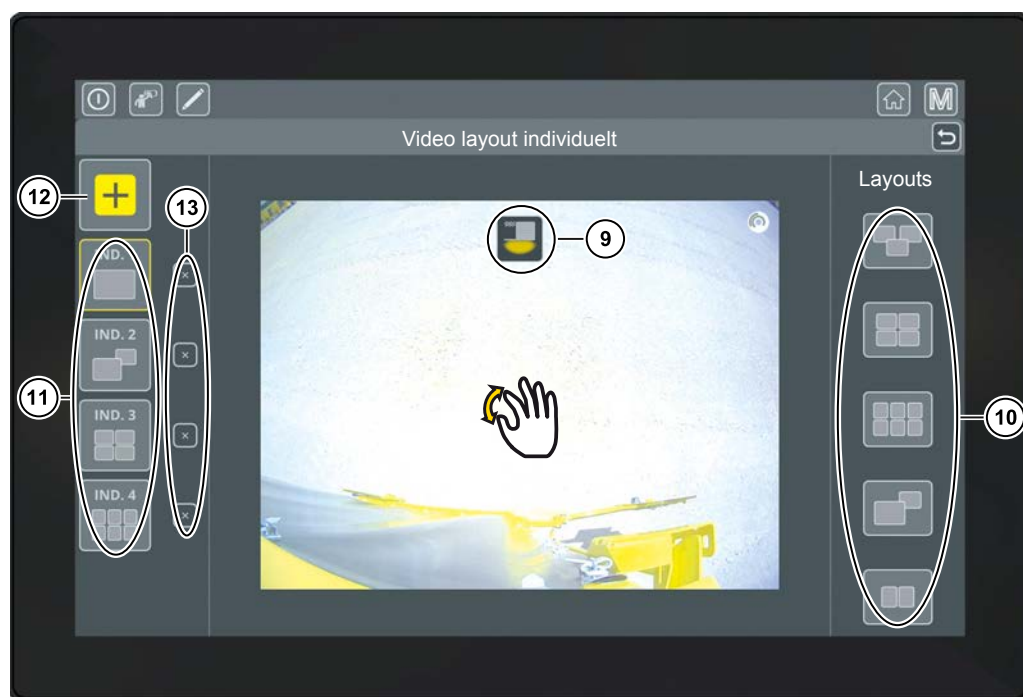 M
Video layout individuelt
Layouts
12
13
9
IND.
IND. 2
11
IND. 3
10
IND. 4